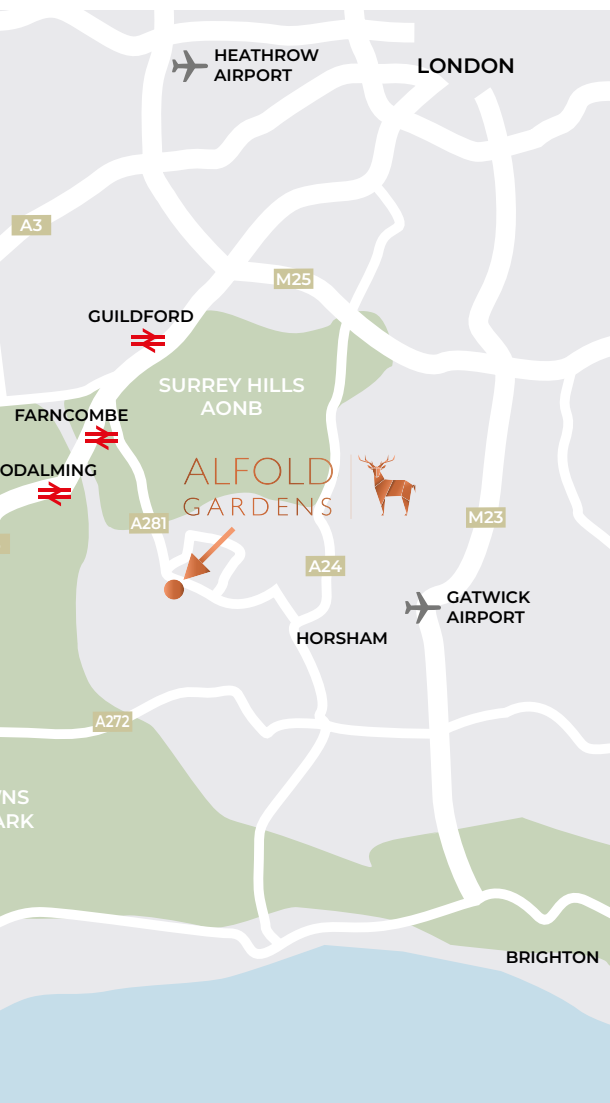 HEATHROW
AIRPORT
LONDON
A3
M25
GUILDFORD
SURREY HILLS
AONB
FARNCOMBE
ODALMING
ALFOLD
GARDENS
A281
M23
A24
GATWICK
AIRPORT
HORSHAM
A272
NS
ARK
BRIGHTON